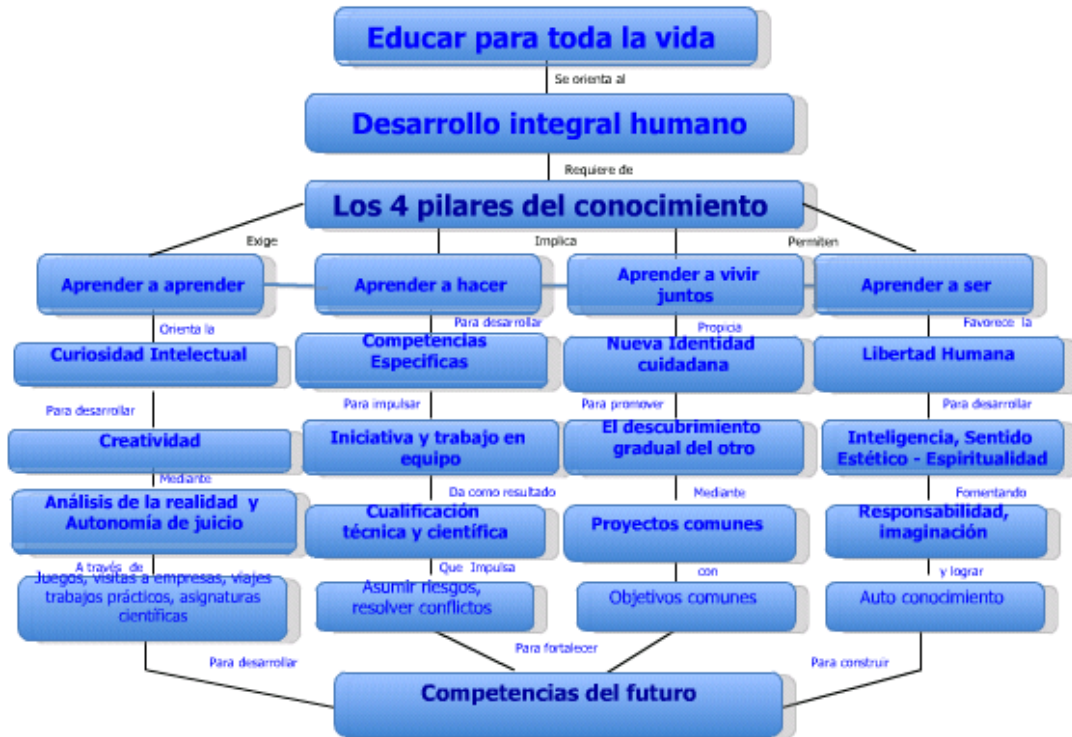 Educar para toda la vida
Se orienta al
Desarrollo integral humano
Requiere de
Los 4 pilares del conocimiento
Exige
Implica
Permiten
Aprender a aprender
Aprender a hacer
Aprender a vivir
juntos
Aprender a ser
Orienta la
Para desarrollar
Propicia
Favorece la
Curiosidad Intelectual
Competencias
Especificas
Nueva Identidad
cuidadana
Libertad Humana
Para desarrollar
Para impulsar
Para promover
Para desarrollar
Creatividad
Iniciativa y trabajo en
equipo
El descubrimiento
gradual del otro
Inteligencia, Sentido
Estético - Espiritualidad
Mediante
Da como resultado
Mediante
Fomentando
Análisis de la realidad y
Autonomía de juicio
Cualificación
técnica y científica
Proyectos comunes
Responsabilidad,
imaginación
A través de
Que Impulsa
con
y lograr
Juegos, visitas a empresas, viajes
trabajos prácticos, asignaturas
científicas
Asumir riesgos,
resolver conflictos
Objetivos comunes
Auto conocimiento
Para desarrollar
Para fortalecer
Para construir
Competencias del futuro